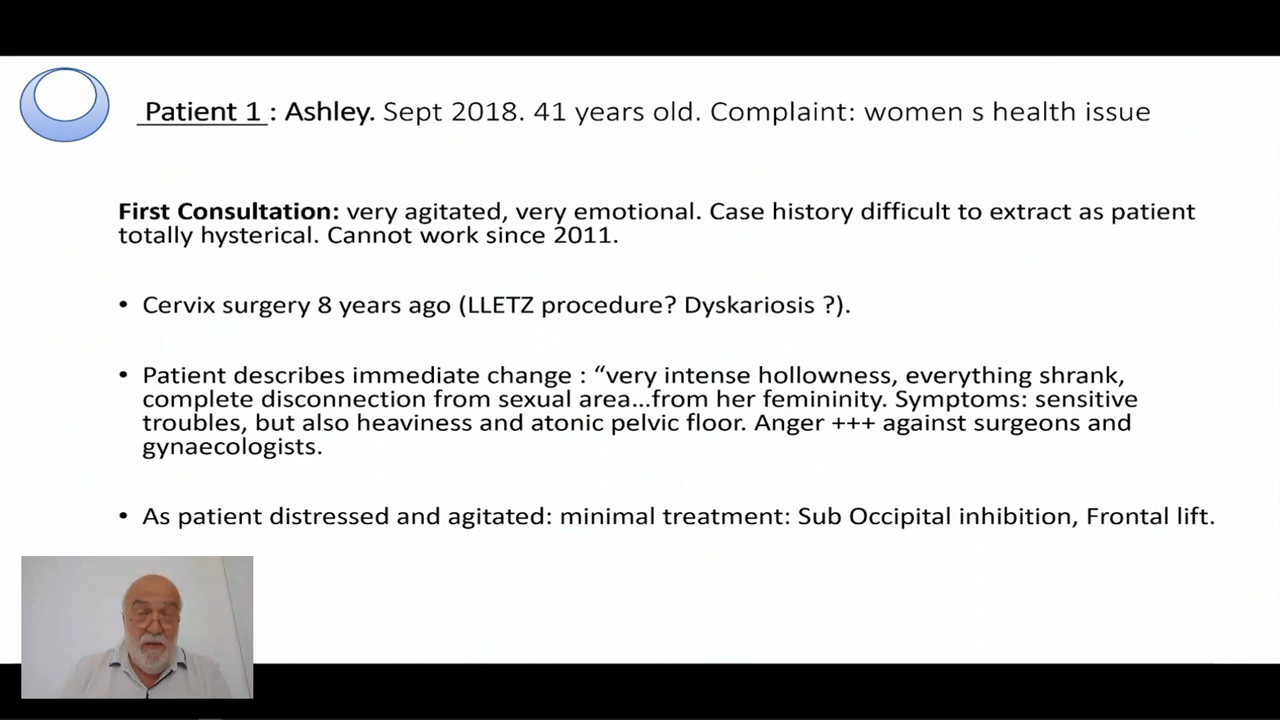 Patient 1 : Ashley. Sept 2018. 41 years old. Complaint: women s health issue
First Consultation: very agitated, very emotional. Case history difficult to extract as patient
totally hysterical. Cannot work since 2011.
• Cervix surgery 8 years ago (LLETZ procedure? Dyskariosis ?).
• Patient describes immediate change : “very intense hollowness, everything shrank,
complete disconnection from sexual area...from her femininity. Symptoms: sensitive
troubles, but also heaviness and atonic pelvic floor. Anger +++ against surgeons and
gynaecologists.
• As patient distressed and agitated: minimal treatment: Sub Occipital inhibition, Frontal lift.